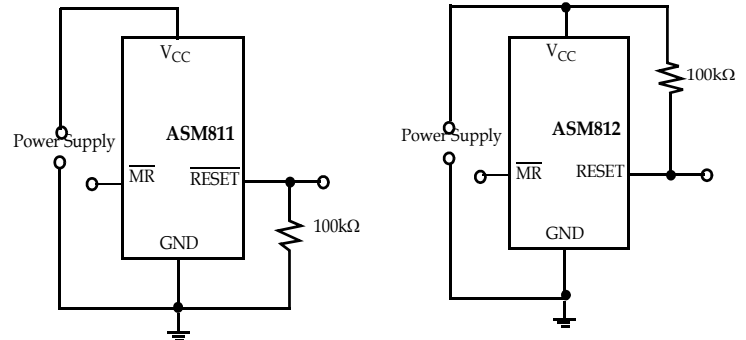 VCC
Power Supply
ASM811
MR
RESET
100kΩ
GND
VCC
100kΩ
Power Supply
ASM812
MR
RESET
GND